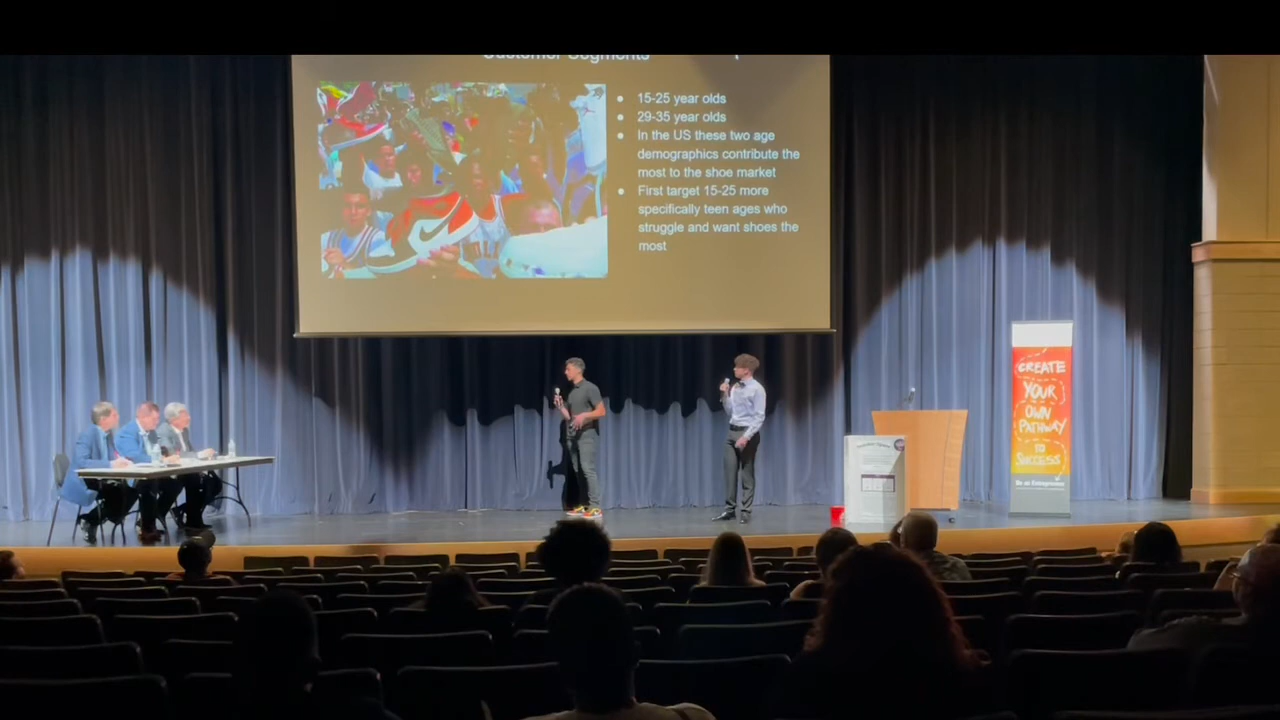 Customer Segments
● 15-25 year olds
● 29-35 year olds
● In the US these two age
demographics contribute the
most to the shoe market
● First target 15-25 more
specifically teen ages who
struggle and want shoes the
most
CREATE
YOUR
OWN
PATHWAY
TO
SUCCESS
Be an Entrepreneur